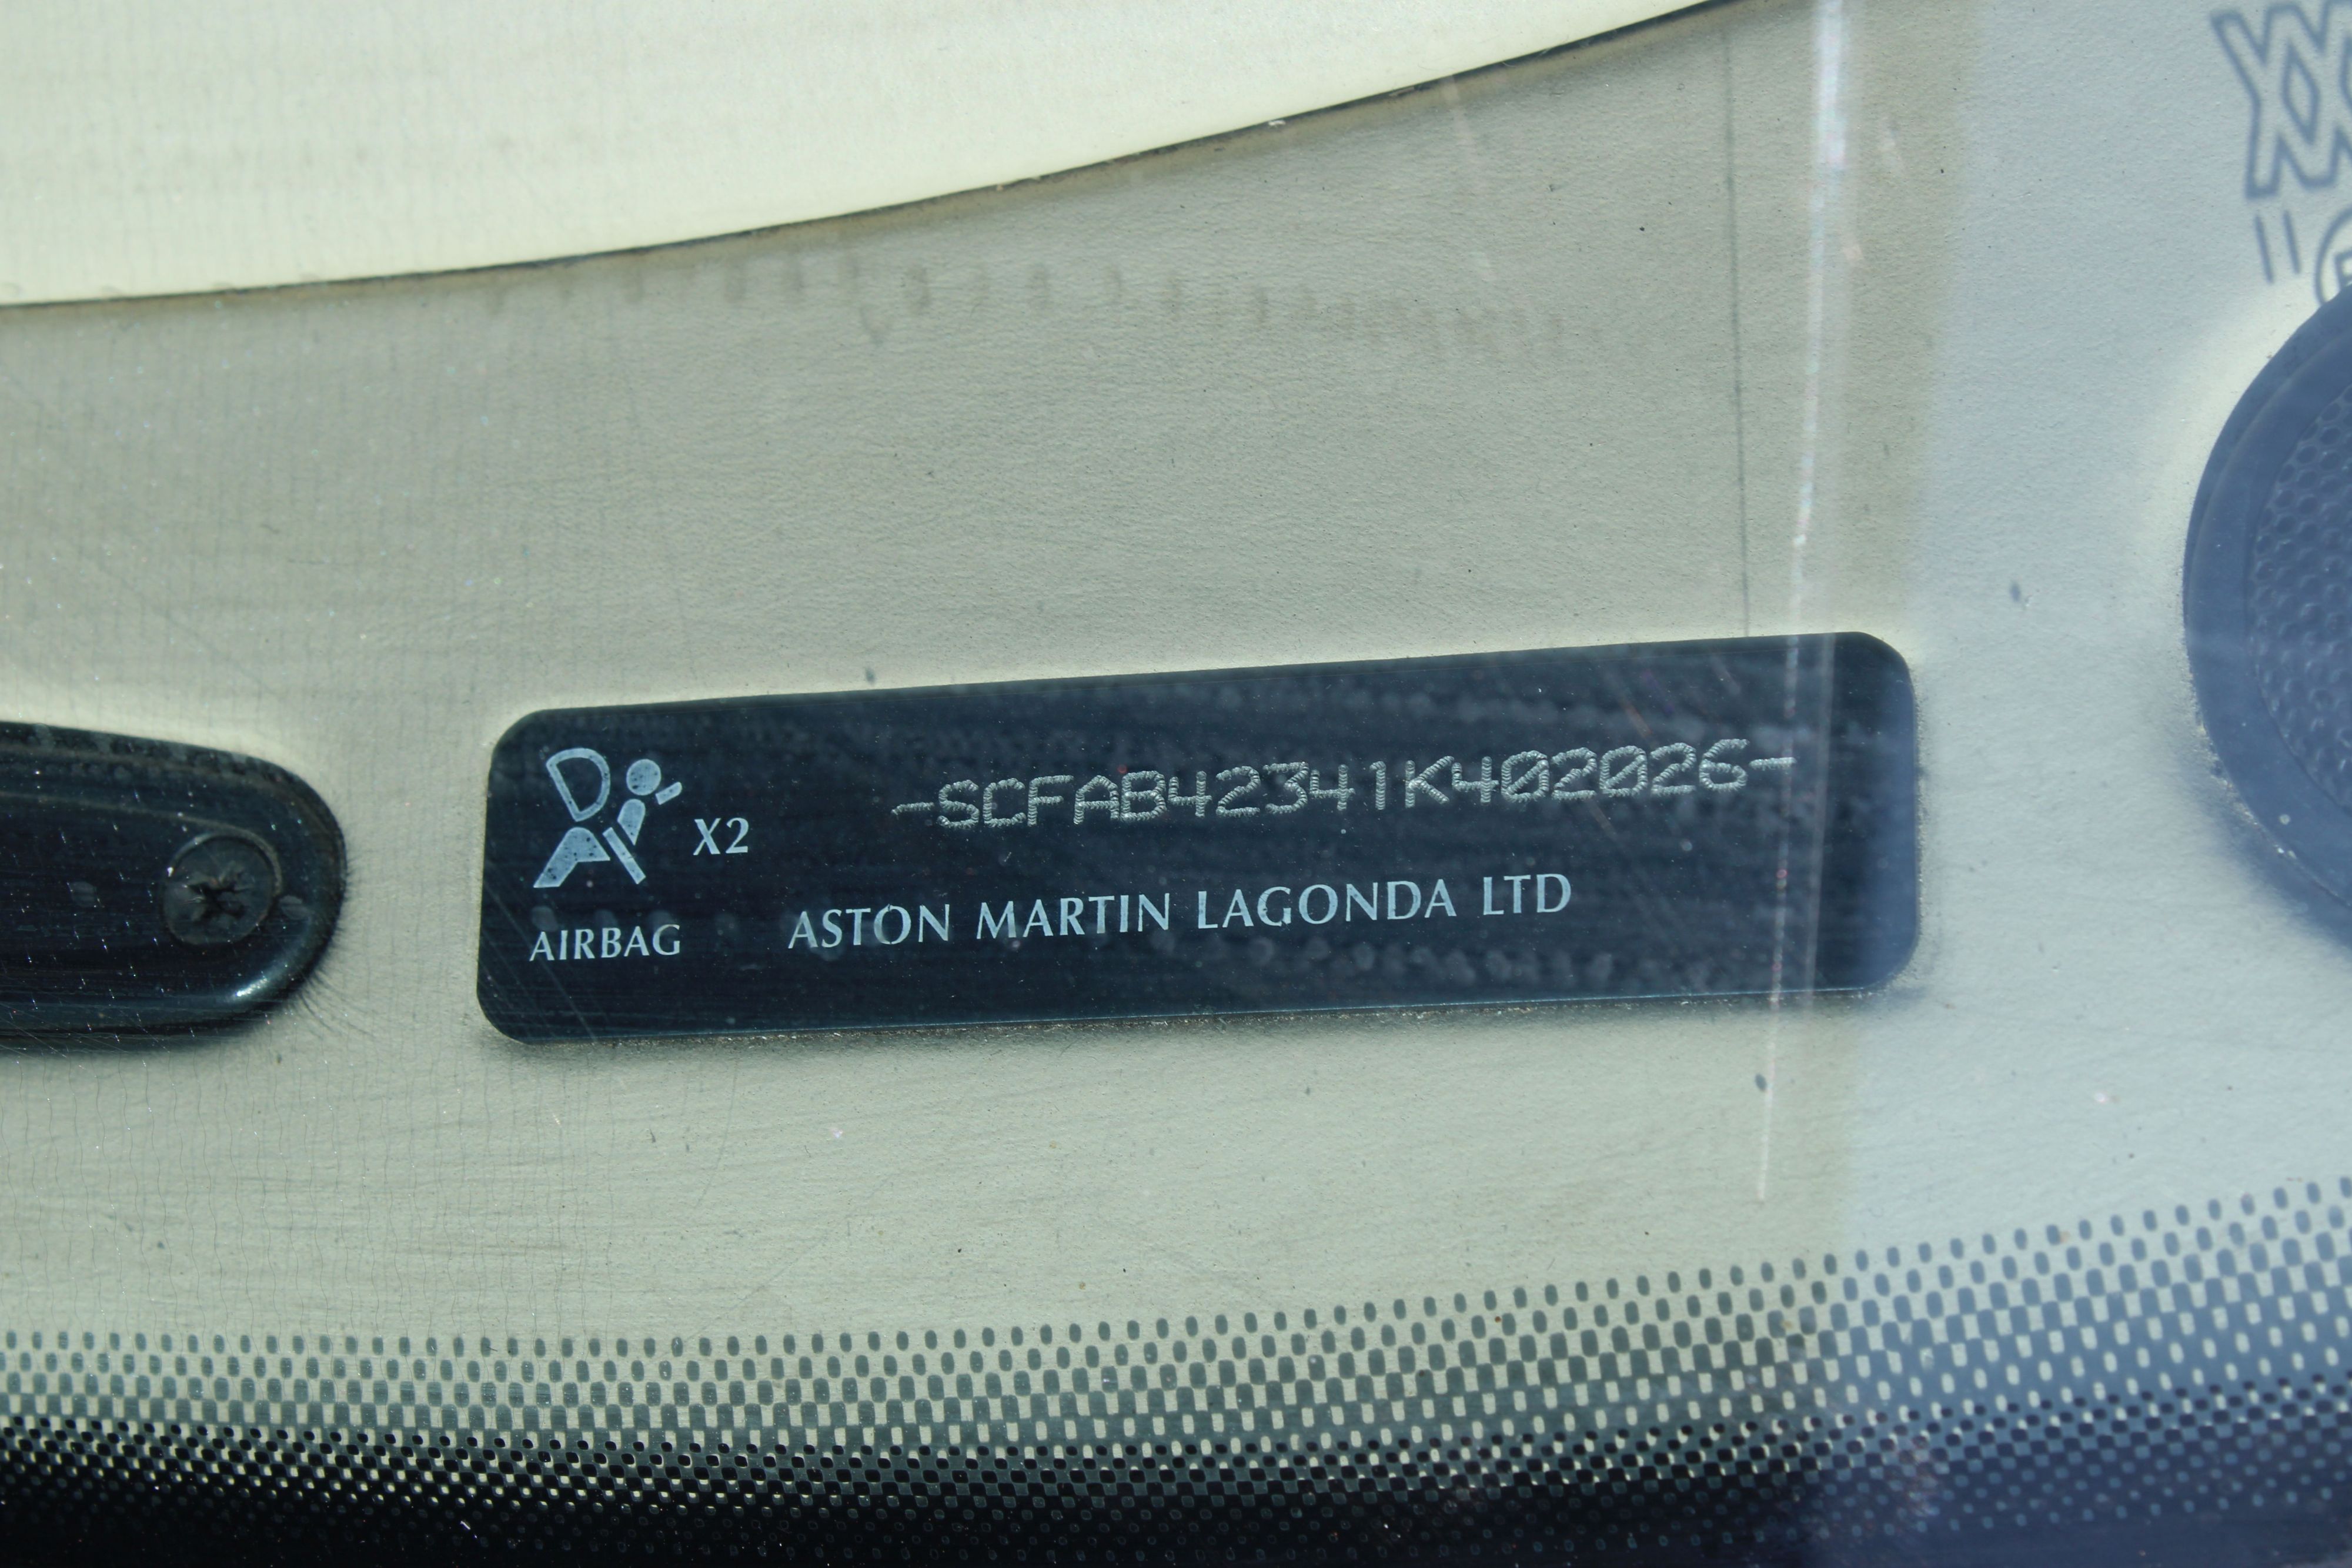 -SCFAB42341K402026-
X2
AIRBAG
ASTON MARTIN LAGONDA LTD